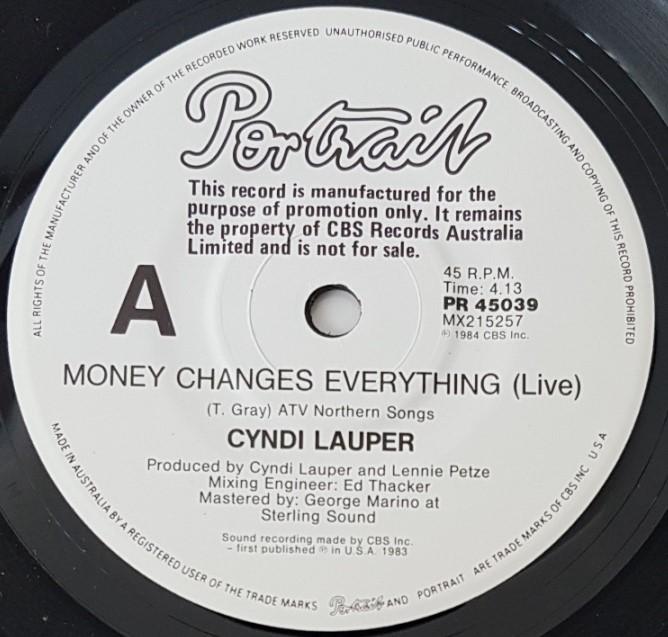 ALL RIGHTS OF THE MANUFACTURER AND OF THE OWNER OF THE RECORDED WORK RESERVED UNAUTHORISED PUBLIC PERFORMANCE, BROADCASTING AND COPYING OF THIS RECORD PROHIBITED
Portrait
This record is manufactured for the
purpose of promotion only. It remains
the property of CBS Records Australia
Limited and is not for sale.
A
45 R.P.M.
Time: 4.13
PR 45039
MX215257
℗ 1984 CBS Inc.
MONEY CHANGES EVERYTHING (Live)
(T. Gray) ATV Northern Songs
CYNDI LAUPER
Produced by Cyndi Lauper and Lennie Petze
Mixing Engineer: Ed Thacker
Mastered by: George Marino at
Sterling Sound
Sound recording made by CBS Inc.
– first published ℗ in U.S.A. 1983
MADE IN AUSTRALIA BY A REGISTERED USER OF THE TRADE MARKS Portrait AND PORTRAIT ARE TRADE MARKS OF CBS INC U S A